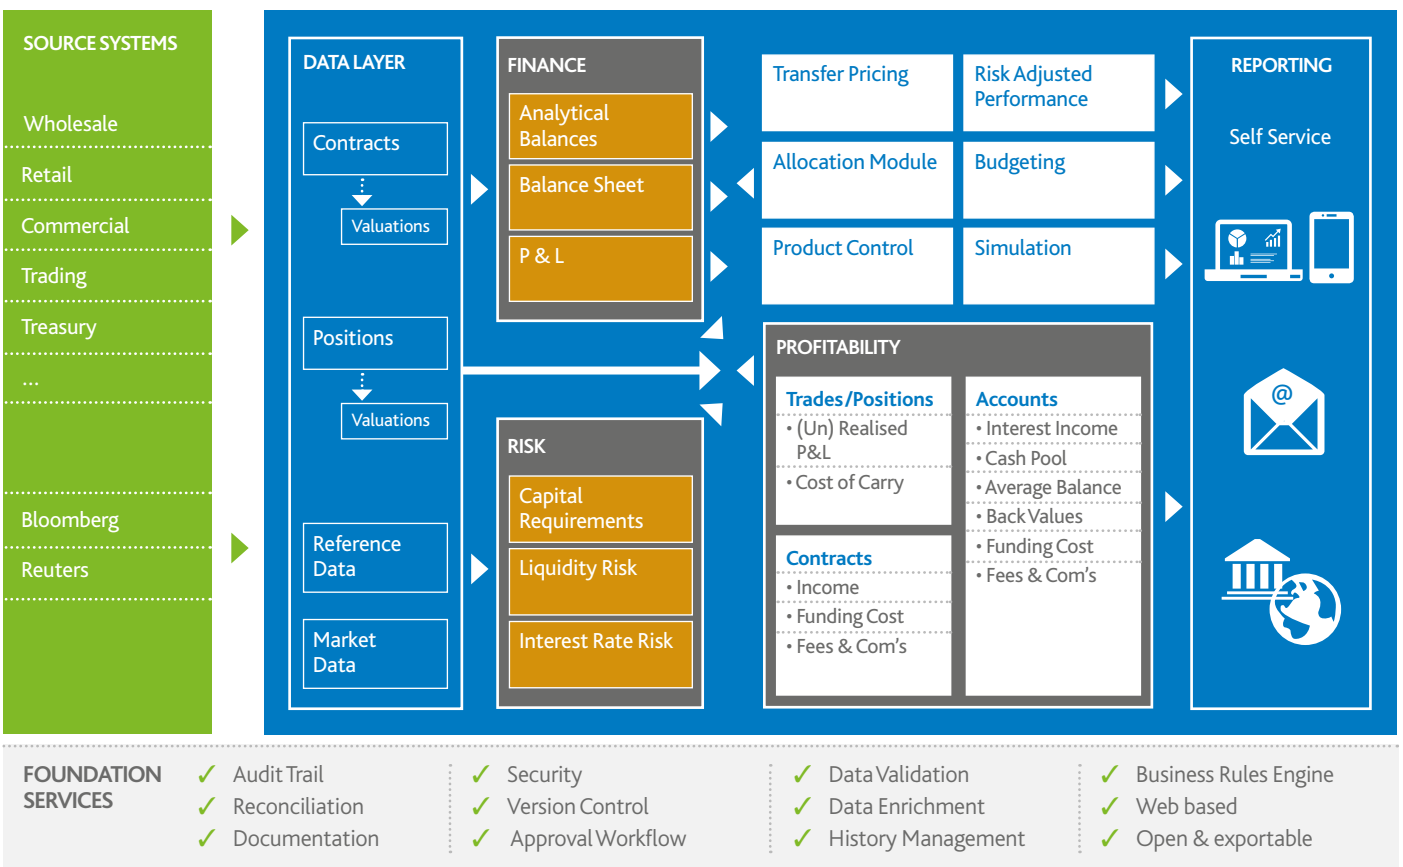 SOURCE SYSTEMS
Wholesale
Retail
Commercial
Trading
Treasury
...
Bloomberg
Reuters
DATA LAYER
Contracts
Valuations
Positions
Valuations
Reference
Data
Market
Data
FINANCE
Analytical
Balances
Balance Sheet
P & L
RISK
Capital
Requirements
Liquidity Risk
Interest Rate Risk
Transfer Pricing
Risk Adjusted
Performance
Allocation Module
Budgeting
Product Control
Simulation
PROFITABILITY
Trades/Positions
• (Un) Realised
P&L
• Cost of Carry
Contracts
• Income
• Funding Cost
• Fees & Com's
Accounts
• Interest Income
• Cash Pool
• Average Balance
• Back Values
• Funding Cost
• Fees & Com's
REPORTING
Self Service
@
FOUNDATION
SERVICES
✓ Audit Trail
✓ Reconciliation
✓ Documentation
✓ Security
✓ Version Control
✓ Approval Workflow
✓ Data Validation
✓ Data Enrichment
✓ History Management
✓ Business Rules Engine
✓ Web based
✓ Open & exportable